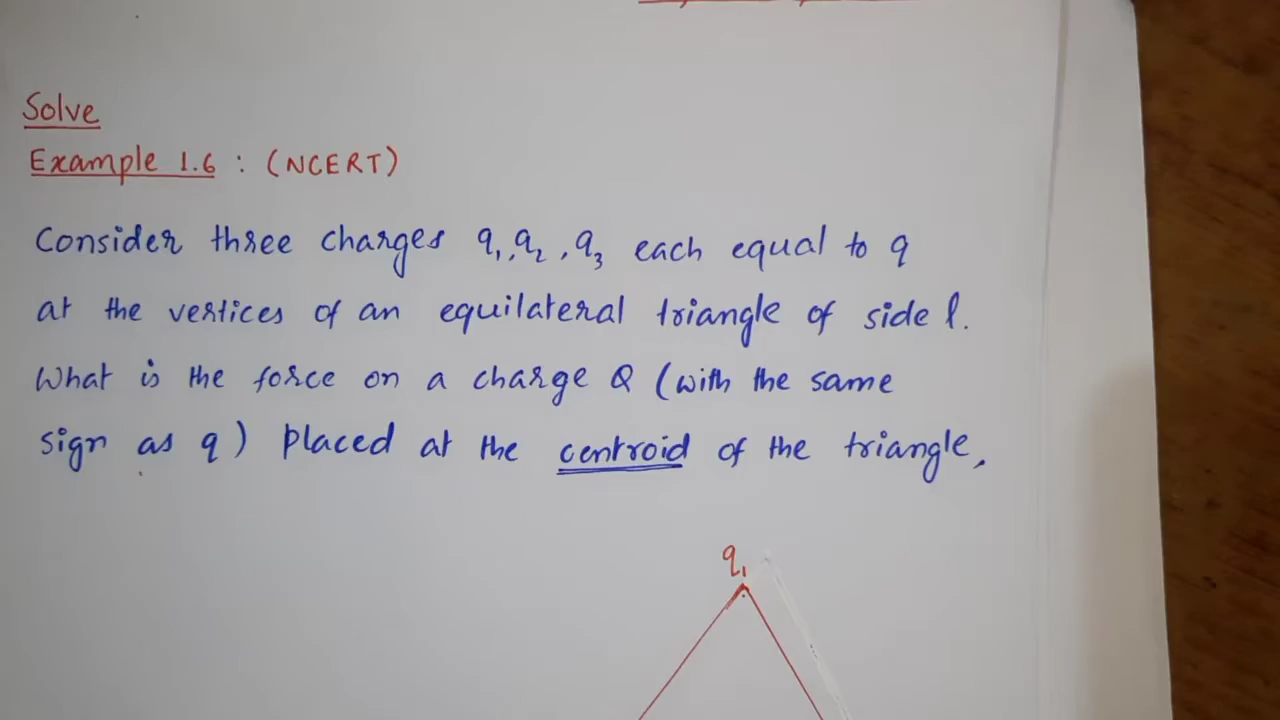 Solve
Example 1.6 : (NCERT)
Consider three charges q₁, q₂, q₃ each equal to q
at the vertices of an equilateral triangle of side l.
What is the force on a charge Q (with the same
sign as q) placed at the centroid of the triangle,
q₁